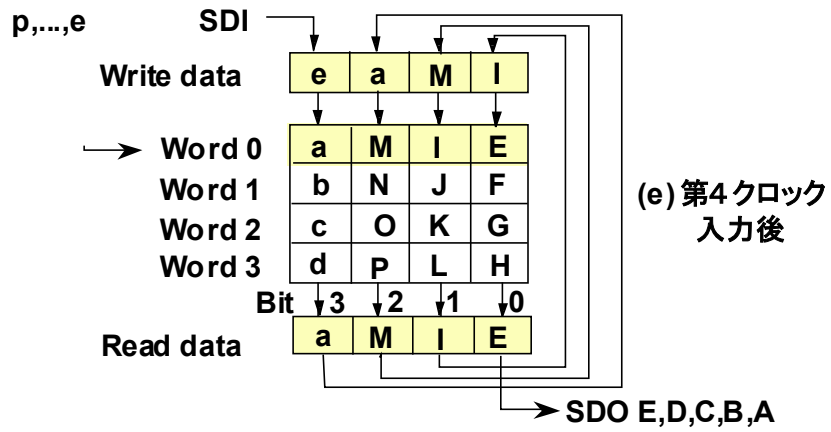 p,...,e SDI
Write data e a M I
Word 0 a M I E
Word 1 b N J F
Word 2 c O K G
Word 3 d P L H
(e) 第4クロック
入力後
Bit 3 2 1 0
Read data a M I E
SDO E,D,C,B,A